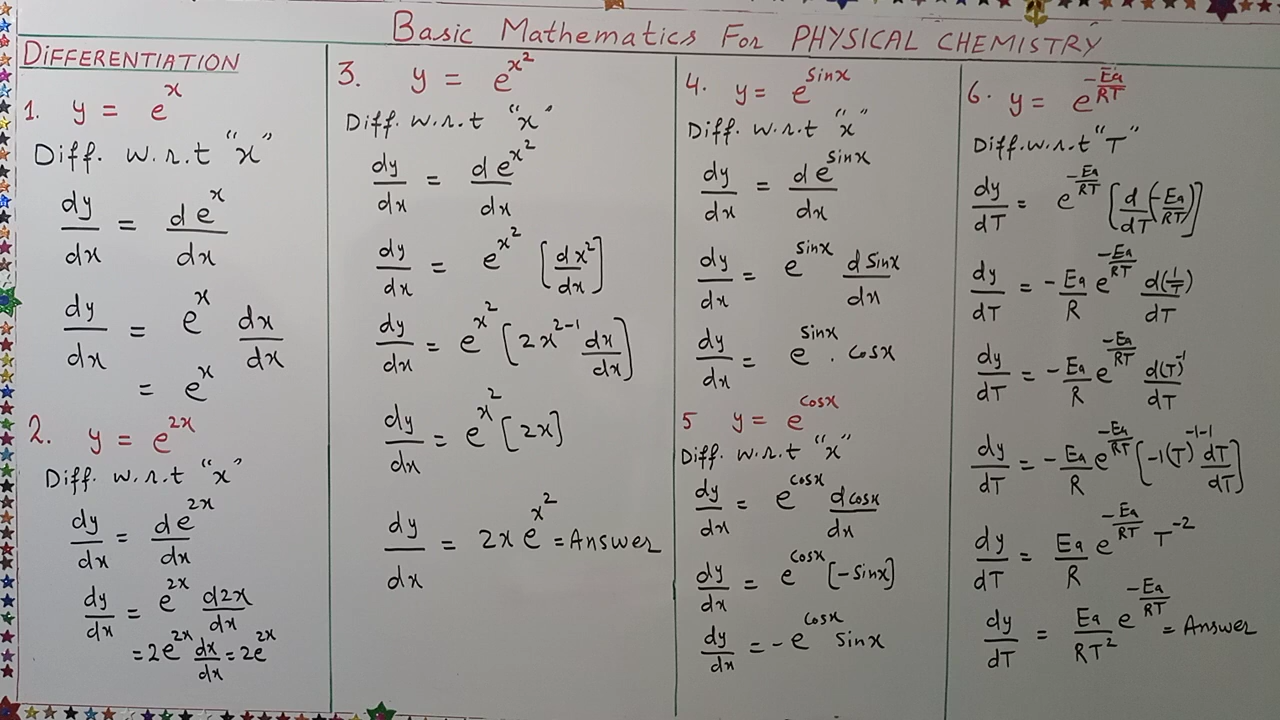 Basic Mathematics For PHYSICAL CHEMISTRY
DIFFERENTIATION
1. y = e^x
Diff. w.r.t "x"
dy/dx = de^x/dx
dy/dx = e^x dx/dx
= e^x
2. y = e^2x
Diff. w.r.t "x"
dy/dx = de^2x/dx
dy/dx = e^2x d2x/dx
= 2e^2x dx/dx = 2e^2x
3. y = e^x²
Diff. w.r.t "x"
dy/dx = de^x²/dx
dy/dx = e^x² [dx²/dx]
dy/dx = e^x² [2x^2-1 dx/dx]
dy/dx = e^x² [2x]
dy/dx = 2x e^x² = Answer
4. y = e^sinx
Diff. w.r.t "x"
dy/dx = de^sinx/dx
dy/dx = e^sinx dsinx/dx
dy/dx = e^sinx . cosx
5 y = e^cosx
Diff. w.r.t "x"
dy/dx = e^cosx dcosx/dx
dy/dx = e^cosx [-sinx]
dy/dx = -e^cosx sinx
6. y = e^-Ea/RT
Diff. w.r.t "T"
dy/dT = e^-Ea/RT [d/dT(-Ea/RT)]
dy/dT = -Ea/R e^-Ea/RT d(1/T)/dT
dy/dT = -Ea/R e^-Ea/RT d(T)^-1/dT
dy/dT = -Ea/R e^-Ea/RT [-1(T)^-1-1 dT/dT]
dy/dT = Ea/R e^-Ea/RT T^-2
dy/dT = Ea/RT² e^-Ea/RT = Answer